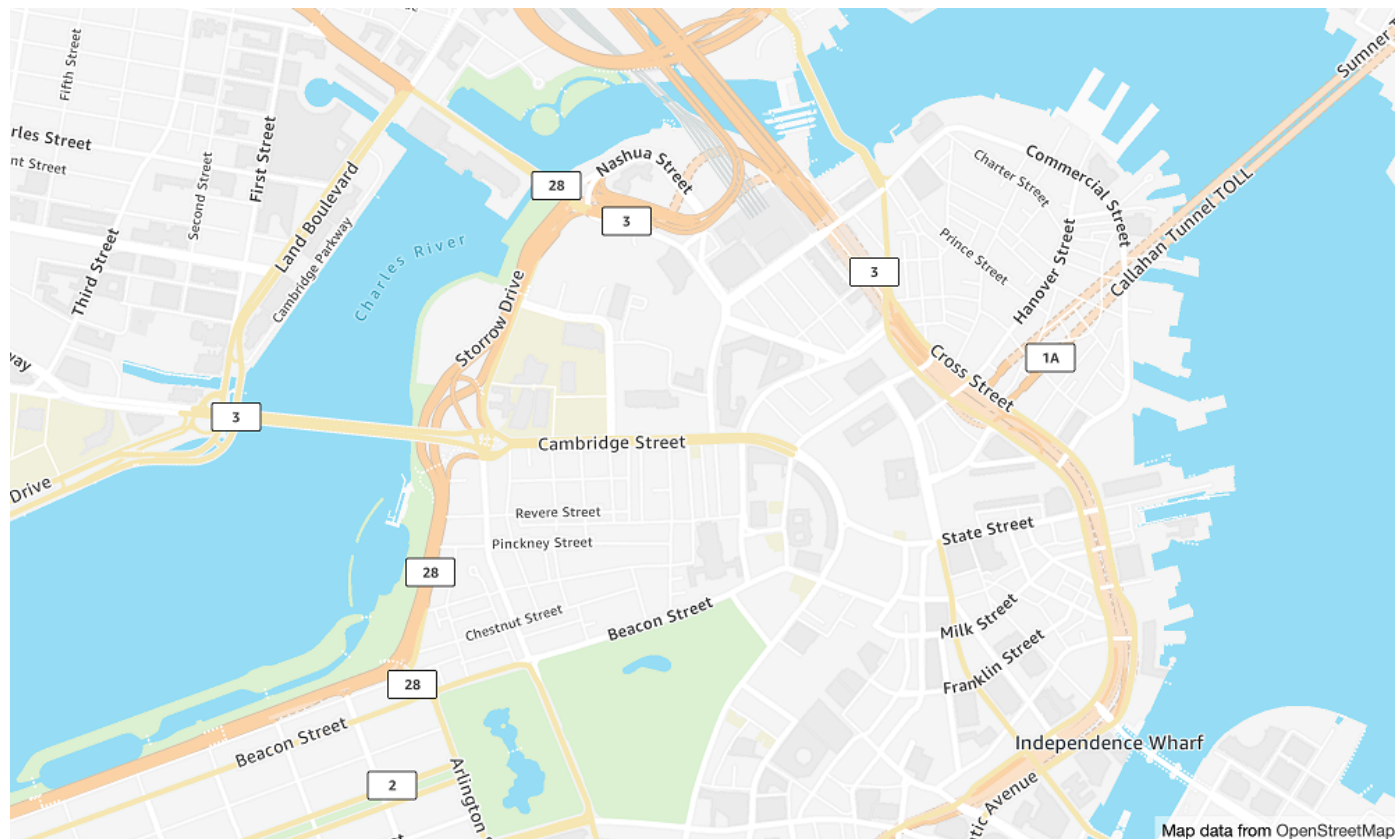 Fifth Street
rles Street
nt Street
First Street
Second Street
Third Street
Land Boulevard
Cambridge Parkway
Charles River
way
Drive
3
28
Nashua Street
3
Storrow Drive
3
Charter Street
Commercial Street
Prince Street
Hanover Street
Callahan Tunnel TOLL
Sumner
1A
Cross Street
Cambridge Street
Revere Street
Pinckney Street
28
Chestnut Street
Beacon Street
28
Beacon Street
2
Arlington
State Street
Milk Street
Franklin Street
Independence Wharf
tic Avenue
Map data from OpenStreetMap